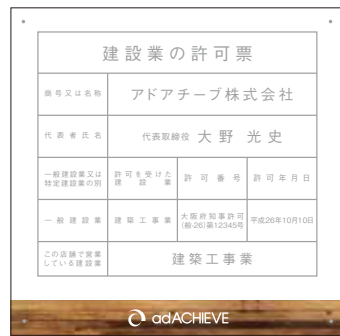 建設業の許可票
商号又は名称 アドアチーブ株式会社
代表者氏名 代表取締役 大野 光史
一般建設業又は
特定建設業の別
許可を受けた
建設業
許可番号
許可年月日
一般建設業
建築工事業
大阪府知事許可
(般-26)第12345号
平成26年10月10日
この店舗で営業
している建設業
建築工事業
adACHIEVE